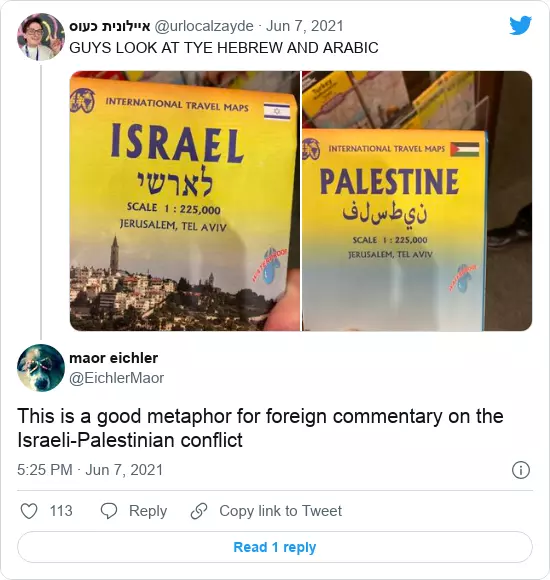 איילונית כעוס @urlocalzayde · Jun 7, 2021
GUYS LOOK AT TYE HEBREW AND ARABIC
INTERNATIONAL TRAVEL MAPS
ISRAEL
לארשי
SCALE 1 : 225,000
JERUSALEM, TEL AVIV
WATERPROOF
INTERNATIONAL TRAVEL MAPS
PALESTINE
نيطسلف
SCALE 1 : 225,000
JERUSALEM, TEL AVIV
maor eichler
@EichlerMaor
This is a good metaphor for foreign commentary on the
Israeli-Palestinian conflict
5:25 PM · Jun 7, 2021
113 Reply Copy link to Tweet
Read 1 reply